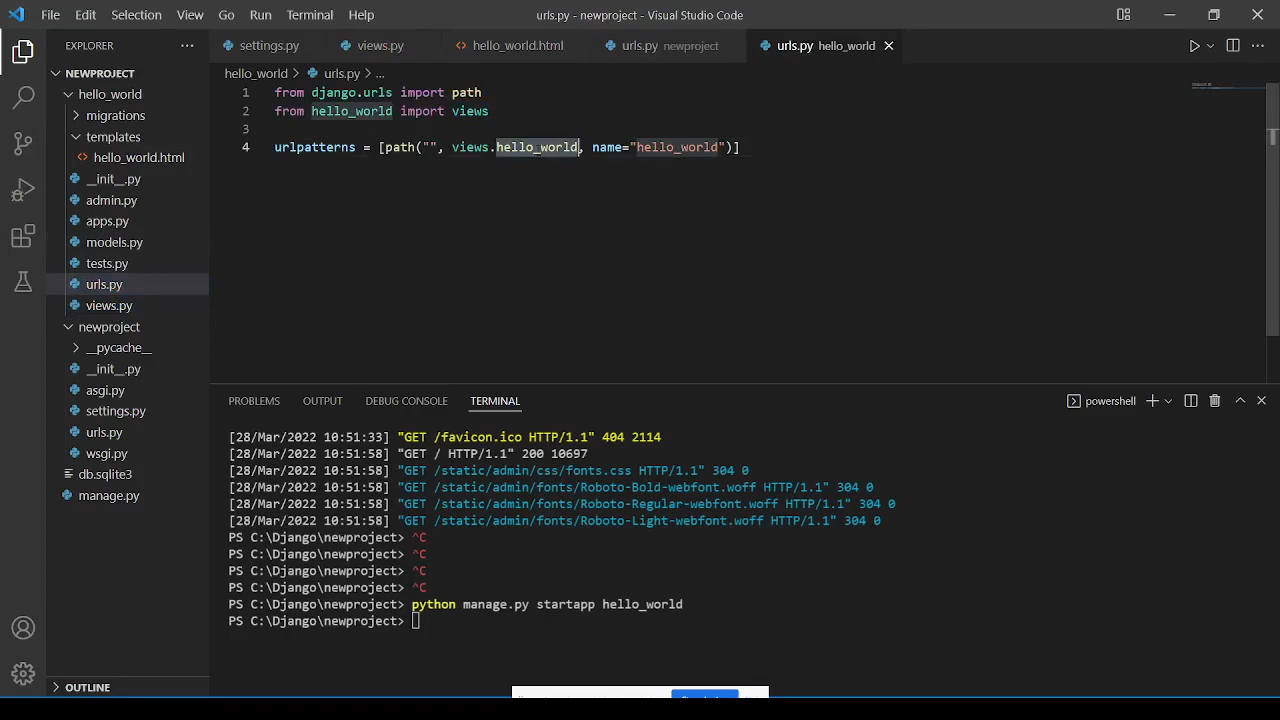 File Edit Selection View Go Run Terminal Help urls.py - newproject - Visual Studio Code
EXPLORER
settings.py views.py hello_world.html urls.py newproject urls.py hello_world
NEWPROJECT
hello_world
migrations
templates
hello_world.html
__init__.py
admin.py
apps.py
models.py
tests.py
urls.py
views.py
newproject
__pycache__
__init__.py
asgi.py
settings.py
urls.py
wsgi.py
db.sqlite3
manage.py
OUTLINE
hello_world > urls.py > ...
1 from django.urls import path
2 from hello_world import views
3
4 urlpatterns = [path("", views.hello_world, name="hello_world")]
PROBLEMS OUTPUT DEBUG CONSOLE TERMINAL powershell
[28/Mar/2022 10:51:33] "GET /favicon.ico HTTP/1.1" 404 2114
[28/Mar/2022 10:51:58] "GET / HTTP/1.1" 200 10697
[28/Mar/2022 10:51:58] "GET /static/admin/css/fonts.css HTTP/1.1" 304 0
[28/Mar/2022 10:51:58] "GET /static/admin/fonts/Roboto-Bold-webfont.woff HTTP/1.1" 304 0
[28/Mar/2022 10:51:58] "GET /static/admin/fonts/Roboto-Regular-webfont.woff HTTP/1.1" 304 0
[28/Mar/2022 10:51:58] "GET /static/admin/fonts/Roboto-Light-webfont.woff HTTP/1.1" 304 0
PS C:\Django\newproject> ^C
PS C:\Django\newproject> ^C
PS C:\Django\newproject> ^C
PS C:\Django\newproject> ^C
PS C:\Django\newproject> python manage.py startapp hello_world
PS C:\Django\newproject>